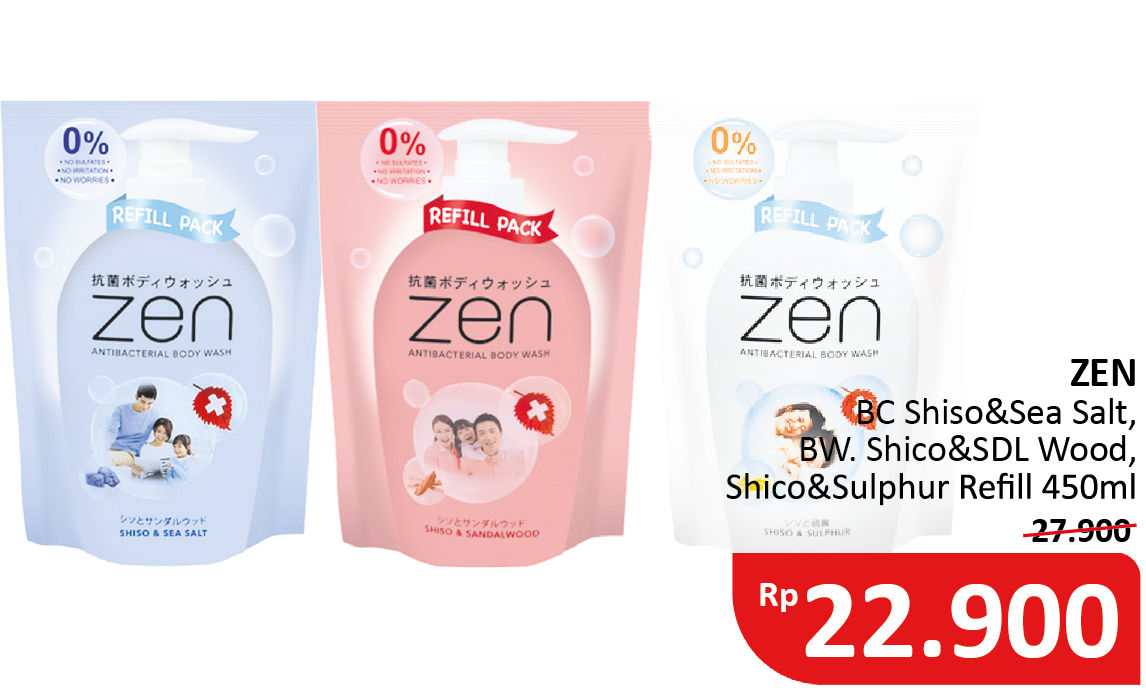 0%
• NO SULFATES •
• NO IRRITATION •
• NO WORRIES •
REFILL PACK
抗菌ボディウォッシュ
zen
ANTIBACTERIAL BODY WASH
シソとサンダルウッド
SHISO & SEA SALT
0%
• NO SULFATES •
• NO IRRITATION •
• NO WORRIES •
REFILL PACK
抗菌ボディウォッシュ
zen
ANTIBACTERIAL BODY WASH
シソとサンダルウッド
SHISO & SANDALWOOD
0%
• NO SULFATES •
• NO IRRITATION •
• NO WORRIES •
REFILL PACK
抗菌ボディウォッシュ
zen
ANTIBACTERIAL BODY WASH
シソと硫黄
SHISO & SULPHUR
ZEN
BC Shiso&Sea Salt,
BW. Shico&SDL Wood,
Shico&Sulphur Refill 450ml
27.900
Rp 22.900